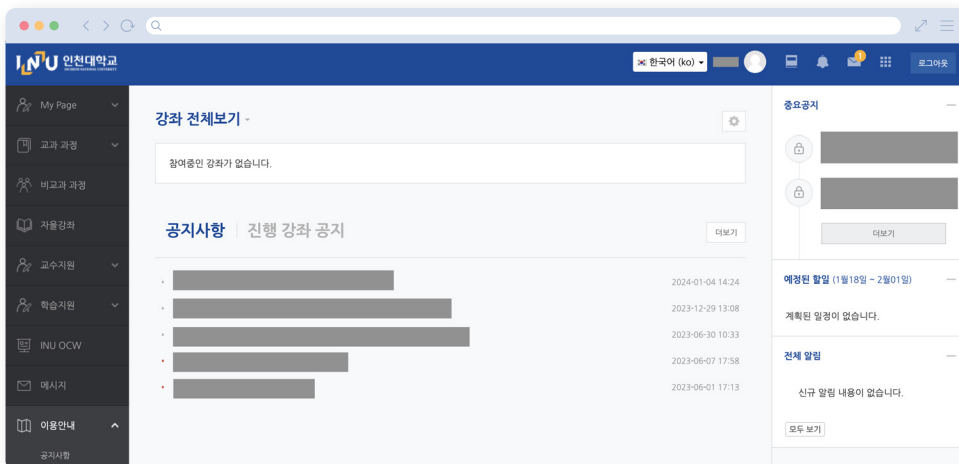 INU 인천대학교
INCHEON NATIONAL UNIVERSITY
한국어 (ko)
1
로그아웃
My Page
교과 과정
비교과 과정
자율강좌
교수지원
학습지원
INU OCW
메시지
이용안내
공지사항
강좌 전체보기
참여중인 강좌가 없습니다.
공지사항
진행 강좌 공지
더보기
2024-01-04 14:24
2023-12-29 13:08
2023-06-30 10:33
2023-06-07 17:58
2023-06-01 17:13
중요공지
더보기
예정된 할일 (1월18일 ~ 2월01일)
계획된 일정이 없습니다.
전체 알림
신규 알림 내용이 없습니다.
모두 보기